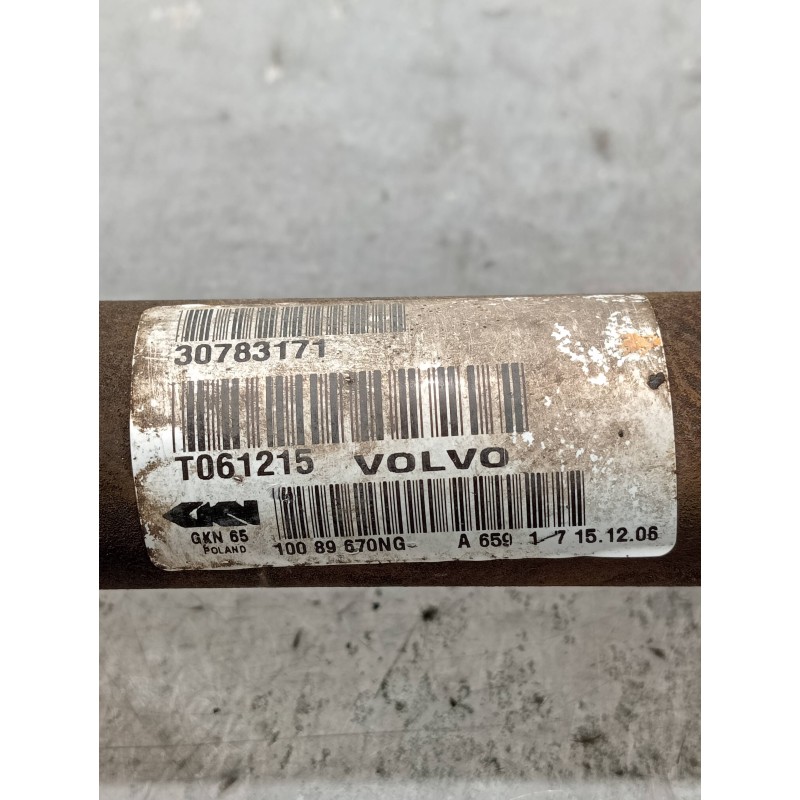 30783171
T061215 VOLVO
GKN
GKN 65
POLAND
100 89 670NG A 659 1 7 15.12.06